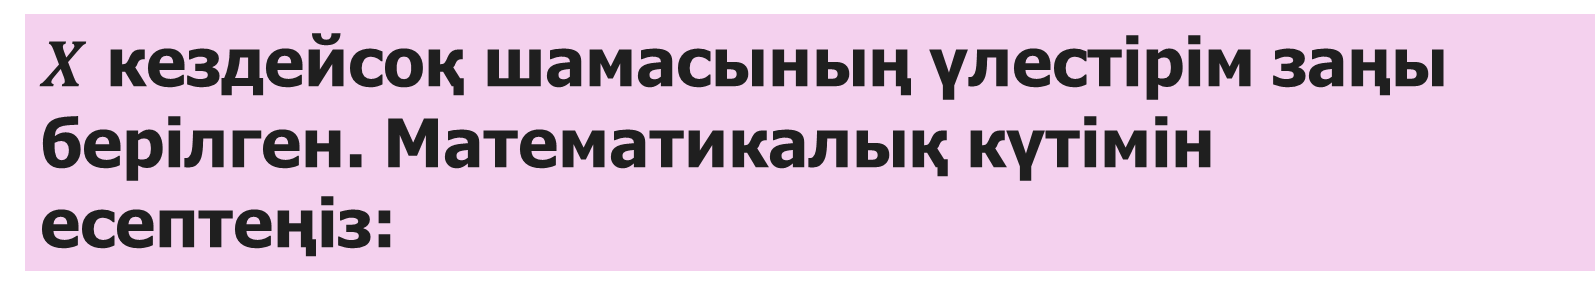 X кездейсоқ шамасының үлестірім заңы
берілген. Математикалық күтімін
есептеңіз: